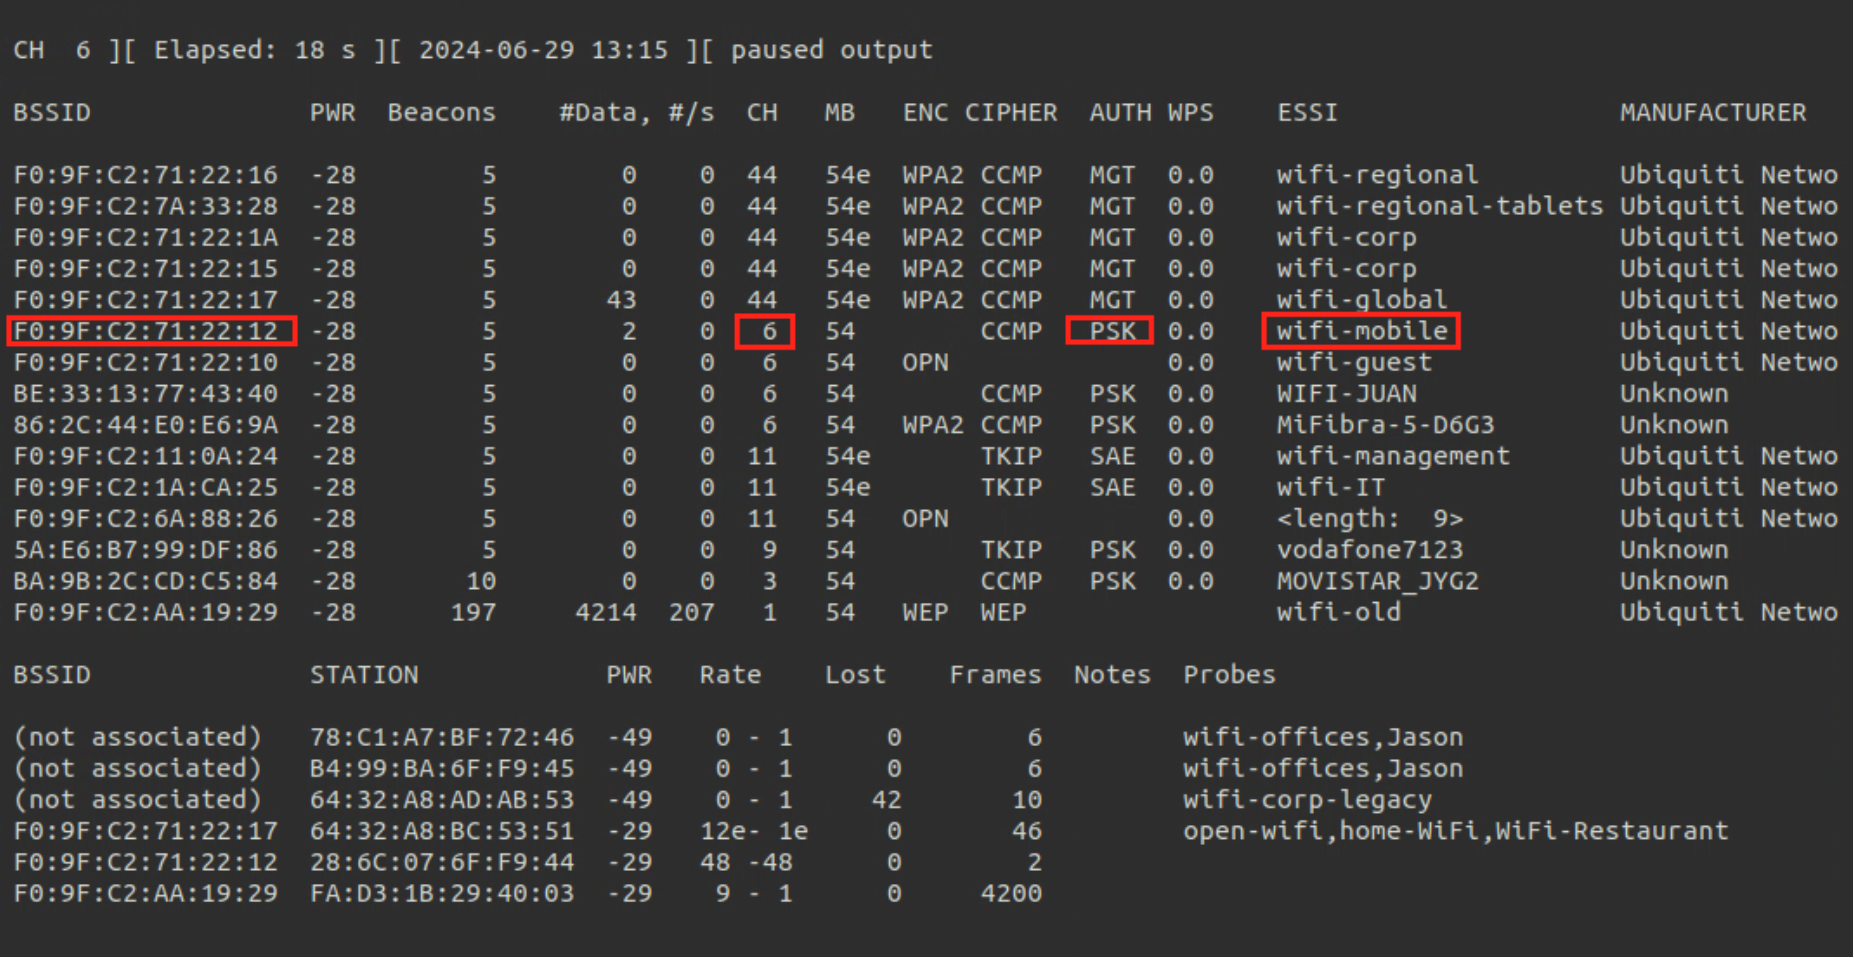 CH  6 ][ Elapsed: 18 s ][ 2024-06-29 13:15 ][ paused output
BSSID PWR Beacons #Data, #/s CH MB ENC CIPHER AUTH WPS ESSI MANUFACTURER
F0:9F:C2:71:22:16 -28 5 0 0 44 54e WPA2 CCMP MGT 0.0 wifi-regional Ubiquiti Netwo
F0:9F:C2:7A:33:28 -28 5 0 0 44 54e WPA2 CCMP MGT 0.0 wifi-regional-tablets Ubiquiti Netwo
F0:9F:C2:71:22:1A -28 5 0 0 44 54e WPA2 CCMP MGT 0.0 wifi-corp Ubiquiti Netwo
F0:9F:C2:71:22:15 -28 5 0 0 44 54e WPA2 CCMP MGT 0.0 wifi-corp Ubiquiti Netwo
F0:9F:C2:71:22:17 -28 5 43 0 44 54e WPA2 CCMP MGT 0.0 wifi-global Ubiquiti Netwo
F0:9F:C2:71:22:12 -28 5 2 0 6 54 CCMP PSK 0.0 wifi-mobile Ubiquiti Netwo
F0:9F:C2:71:22:10 -28 5 0 0 6 54 OPN 0.0 wifi-guest Ubiquiti Netwo
BE:33:13:77:43:40 -28 5 0 0 6 54 CCMP PSK 0.0 WIFI-JUAN Unknown
86:2C:44:E0:E6:9A -28 5 0 0 6 54 WPA2 CCMP PSK 0.0 MiFibra-5-D6G3 Unknown
F0:9F:C2:11:0A:24 -28 5 0 0 11 54e TKIP SAE 0.0 wifi-management Ubiquiti Netwo
F0:9F:C2:1A:CA:25 -28 5 0 0 11 54e TKIP SAE 0.0 wifi-IT Ubiquiti Netwo
F0:9F:C2:6A:88:26 -28 5 0 0 11 54 OPN 0.0 <length:  9> Ubiquiti Netwo
5A:E6:B7:99:DF:86 -28 5 0 0 9 54 TKIP PSK 0.0 vodafone7123 Unknown
BA:9B:2C:CD:C5:84 -28 10 0 0 3 54 CCMP PSK 0.0 MOVISTAR_JYG2 Unknown
F0:9F:C2:AA:19:29 -28 197 4214 207 1 54 WEP WEP wifi-old Ubiquiti Netwo
BSSID STATION PWR Rate Lost Frames Notes Probes
(not associated) 78:C1:A7:BF:72:46 -49 0 - 1 0 6 wifi-offices,Jason
(not associated) B4:99:BA:6F:F9:45 -49 0 - 1 0 6 wifi-offices,Jason
(not associated) 64:32:A8:AD:AB:53 -49 0 - 1 42 10 wifi-corp-legacy
F0:9F:C2:71:22:17 64:32:A8:BC:53:51 -29 12e- 1e 0 46 open-wifi,home-WiFi,WiFi-Restaurant
F0:9F:C2:71:22:12 28:6C:07:6F:F9:44 -29 48 -48 0 2
F0:9F:C2:AA:19:29 FA:D3:1B:29:40:03 -29 9 - 1 0 4200